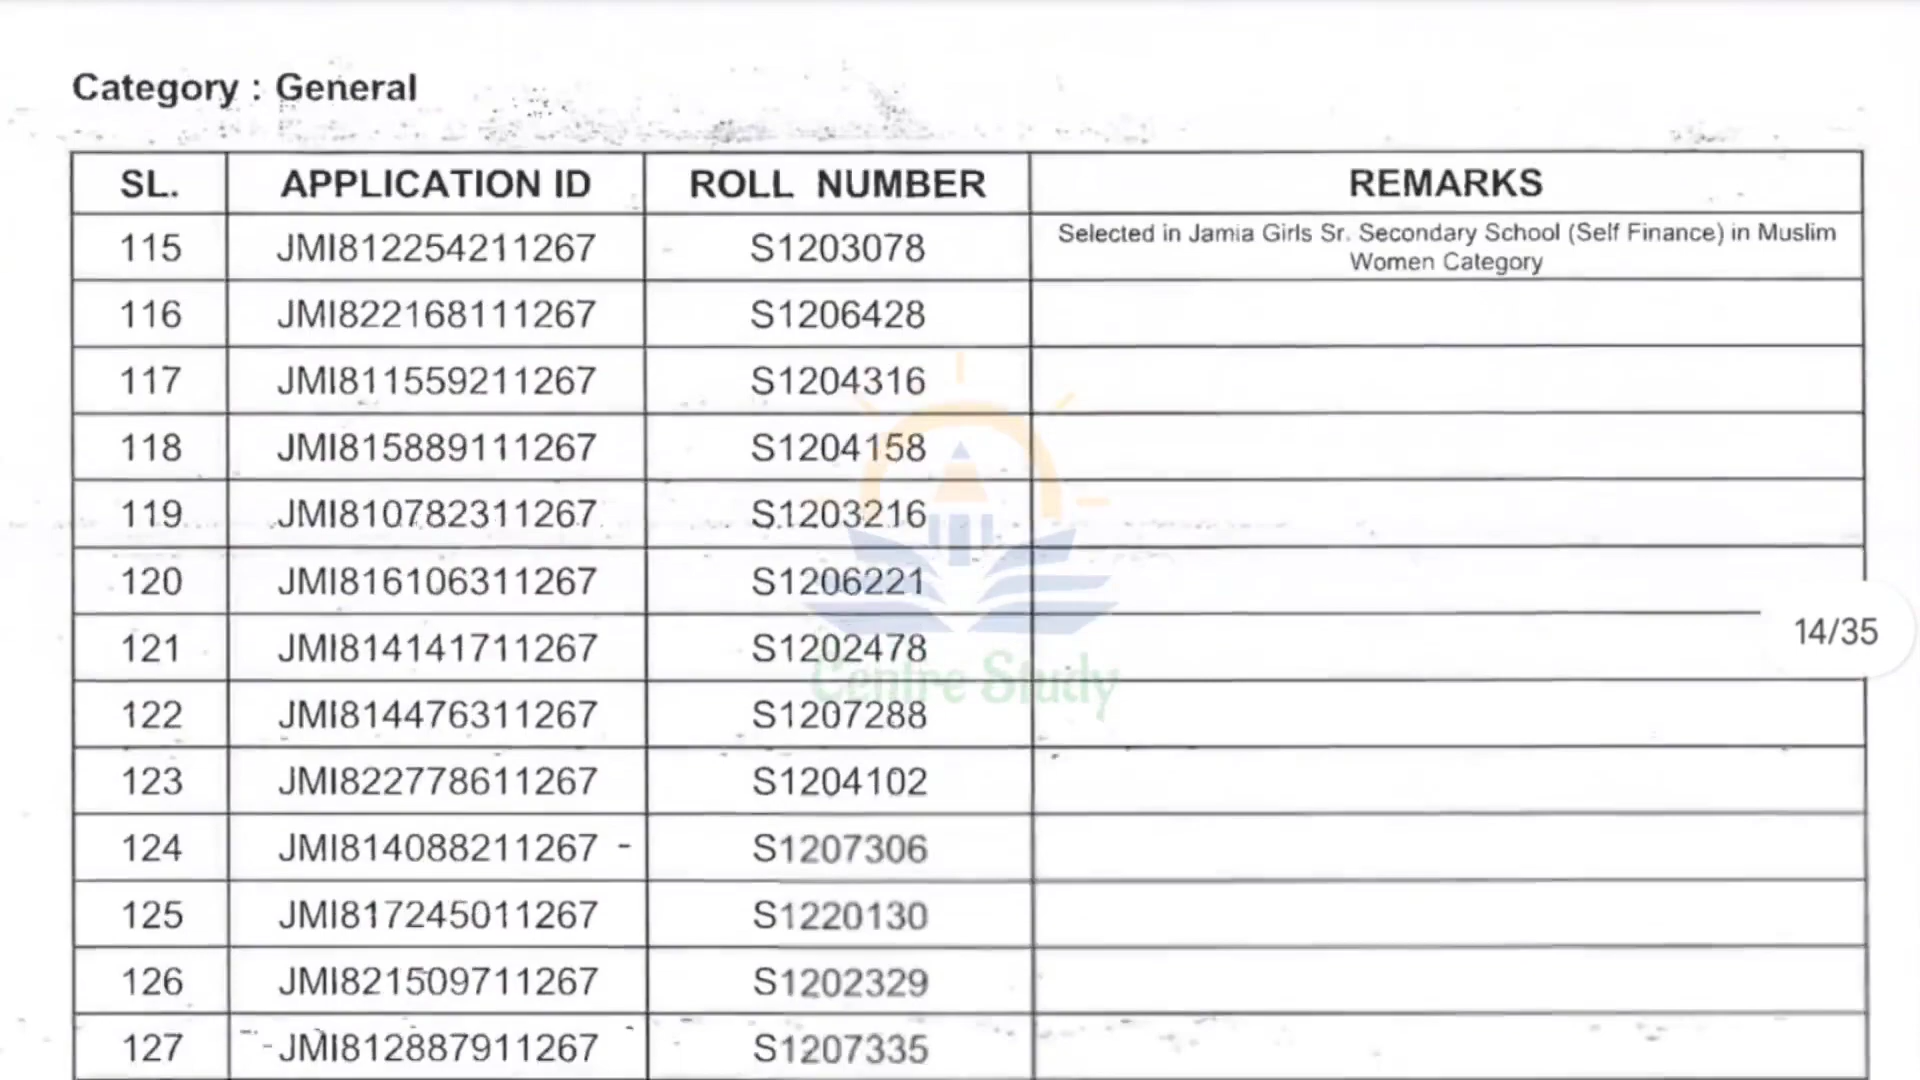 Category : General
SL. APPLICATION ID ROLL NUMBER REMARKS
115 JMI812254211267 S1203078 Selected in Jamia Girls Sr. Secondary School (Self Finance) in Muslim
Women Category
116 JMI822168111267 S1206428
117 JMI811559211267 S1204316
118 JMI815889111267 S1204158
119 JMI810782311267 S1203216
120 JMI816106311267 S1206221
14/35
121 JMI814141711267 S1202478
Centre Study
122 JMI814476311267 S1207288
123 JMI822778611267 S1204102
124 JMI814088211267 - S1207306
125 JMI817245011267 S1220130
126 JMI821509711267 S1202329
127 JMI812887911267 S1207335